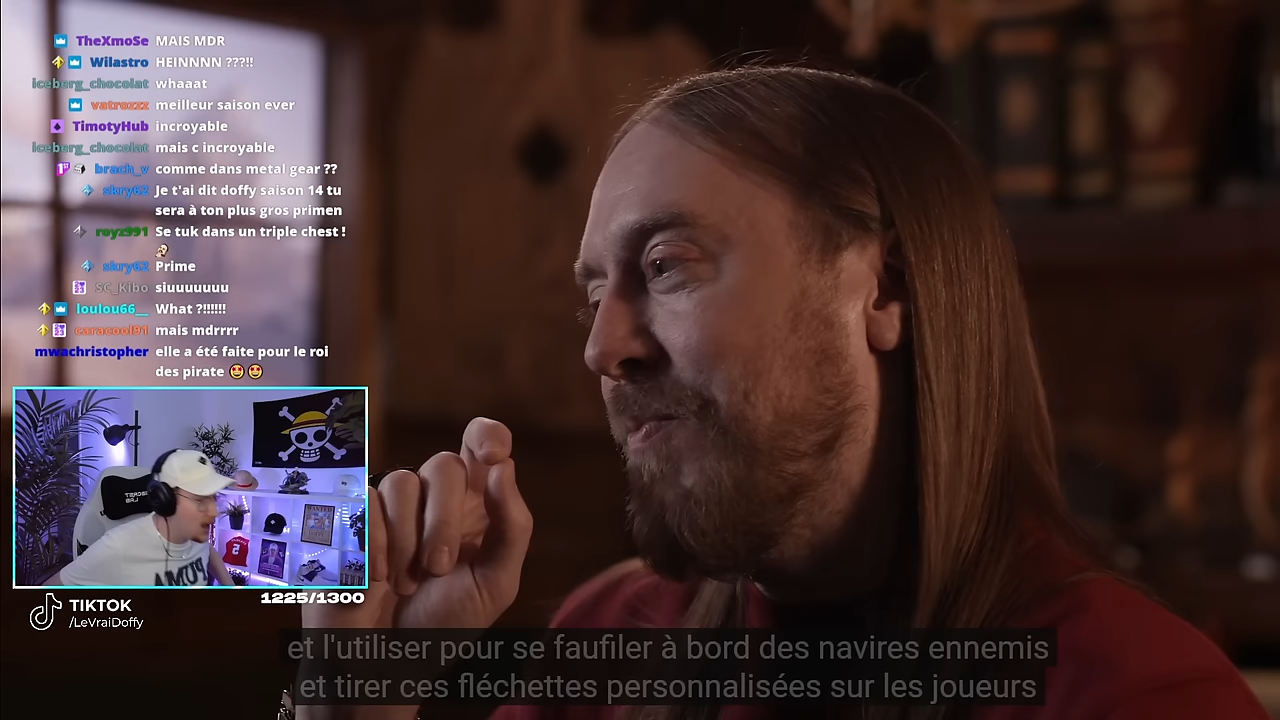 TheXmoSe MAIS MDR
Wilastro HEINNNN ???!!
iceberg_chocolat whaaat
vatrozzz meilleur saison ever
TimotyHub incroyable
iceberg_chocolat mais c incroyable
brach_v comme dans metal gear ??
skry62 Je t'ai dit doffy saison 14 tu
sera à ton plus gros primen
royz991 Se tuk dans un triple chest !
skry62 Prime
SC_Kibo siuuuuuuu
loulou66__ What ?!!!!!!
caracool91 mais mdrrrr
mwachristopher elle a été faite pour le roi
des pirate
WANTED
PUMA
TIKTOK
/LeVraiDoffy
1225/1300
et l'utiliser pour se faufiler à bord des navires ennemis
et tirer ces fléchettes personnalisées sur les joueurs